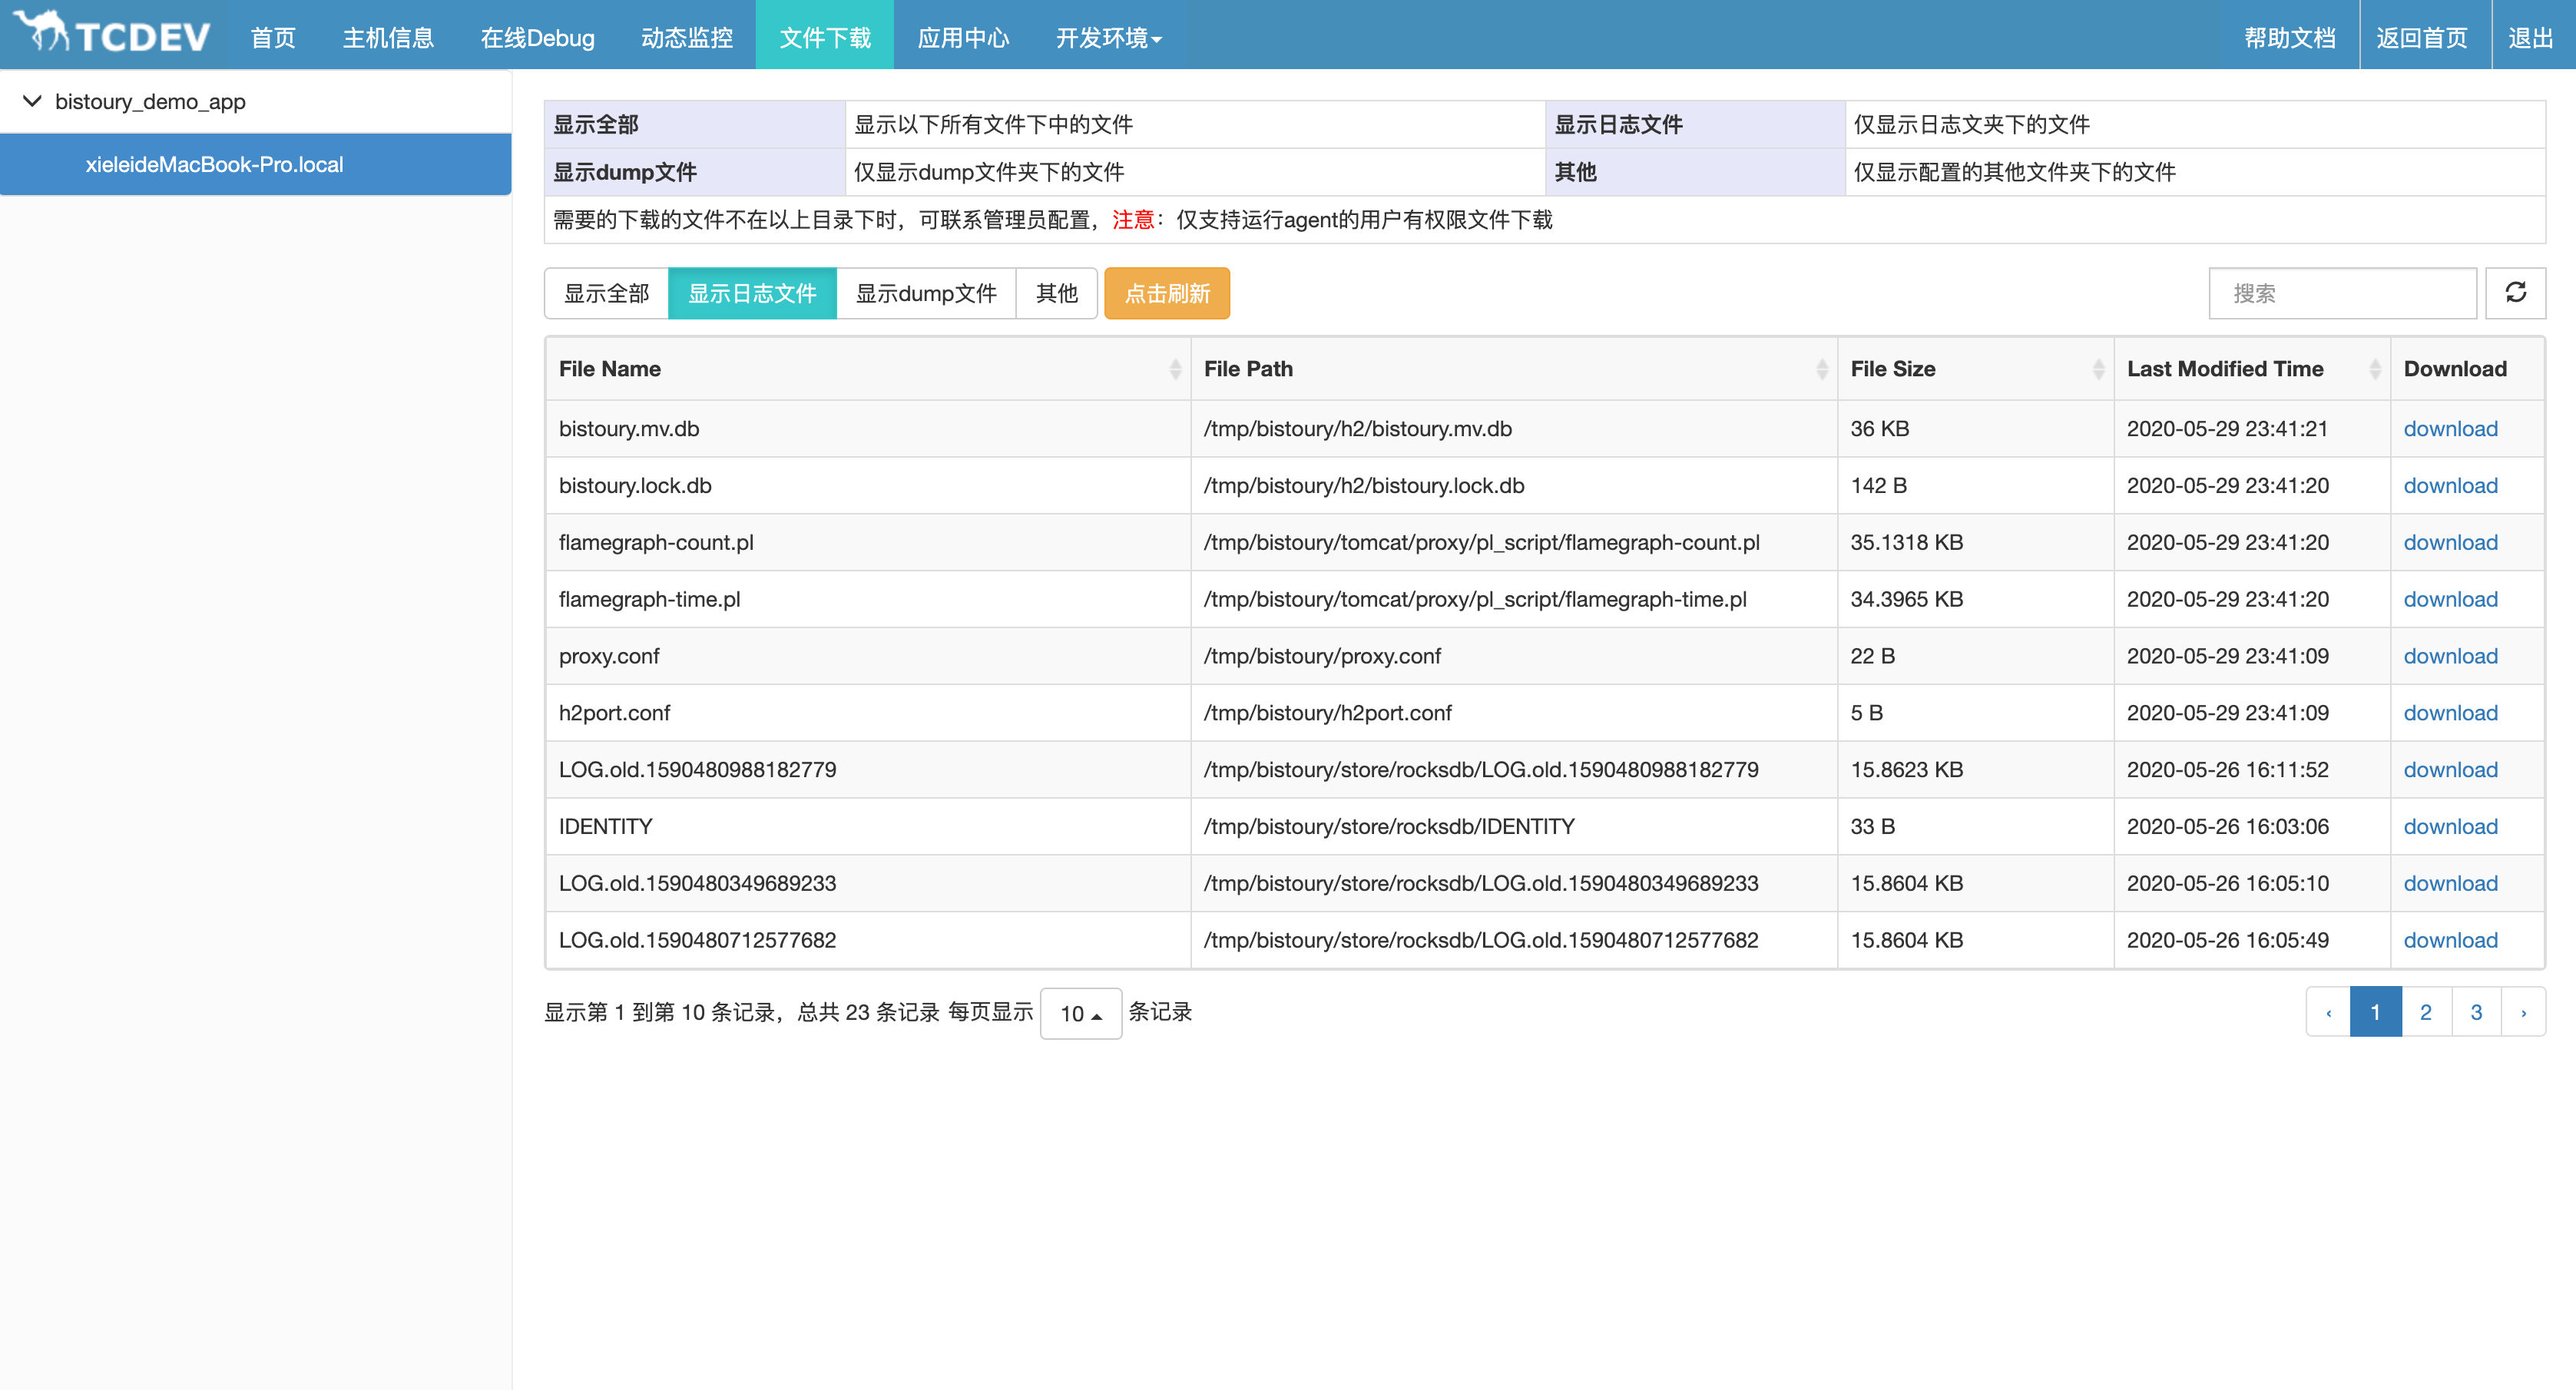 TCDEV 首页 主机信息 在线Debug 动态监控 文件下载 应用中心 开发环境 帮助文档 返回首页 退出
bistoury_demo_app
xieleideMacBook-Pro.local
显示全部 显示以下所有文件下中的文件 显示日志文件 仅显示日志文夹下的文件
显示dump文件 仅显示dump文件夹下的文件 其他 仅显示配置的其他文件夹下的文件
需要的下载的文件不在以上目录下时，可联系管理员配置，注意：仅支持运行agent的用户有权限文件下载
显示全部 显示日志文件 显示dump文件 其他 点击刷新 搜索
File Name File Path File Size Last Modified Time Download
bistoury.mv.db /tmp/bistoury/h2/bistoury.mv.db 36 KB 2020-05-29 23:41:21 download
bistoury.lock.db /tmp/bistoury/h2/bistoury.lock.db 142 B 2020-05-29 23:41:20 download
flamegraph-count.pl /tmp/bistoury/tomcat/proxy/pl_script/flamegraph-count.pl 35.1318 KB 2020-05-29 23:41:20 download
flamegraph-time.pl /tmp/bistoury/tomcat/proxy/pl_script/flamegraph-time.pl 34.3965 KB 2020-05-29 23:41:20 download
proxy.conf /tmp/bistoury/proxy.conf 22 B 2020-05-29 23:41:09 download
h2port.conf /tmp/bistoury/h2port.conf 5 B 2020-05-29 23:41:09 download
LOG.old.1590480988182779 /tmp/bistoury/store/rocksdb/LOG.old.1590480988182779 15.8623 KB 2020-05-26 16:11:52 download
IDENTITY /tmp/bistoury/store/rocksdb/IDENTITY 33 B 2020-05-26 16:03:06 download
LOG.old.1590480349689233 /tmp/bistoury/store/rocksdb/LOG.old.1590480349689233 15.8604 KB 2020-05-26 16:05:10 download
LOG.old.1590480712577682 /tmp/bistoury/store/rocksdb/LOG.old.1590480712577682 15.8604 KB 2020-05-26 16:05:49 download
显示第 1 到第 10 条记录，总共 23 条记录 每页显示 10 条记录 ‹ 1 2 3 ›